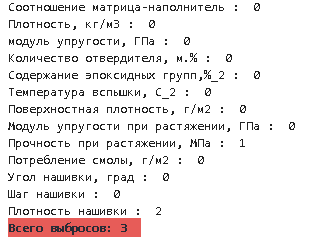 Соотношение матрица-наполнитель : 0
Плотность, кг/м3 : 0
модуль упругости, ГПа : 0
Количество отвердителя, м.% : 0
Содержание эпоксидных групп,%_2 : 0
Температура вспышки, С_2 : 0
Поверхностная плотность, г/м2 : 0
Модуль упругости при растяжении, ГПа : 0
Прочность при растяжении, МПа : 1
Потребление смолы, г/м2 : 0
Угол нашивки, град : 0
Шаг нашивки : 0
Плотность нашивки : 2
Всего выбросов: 3